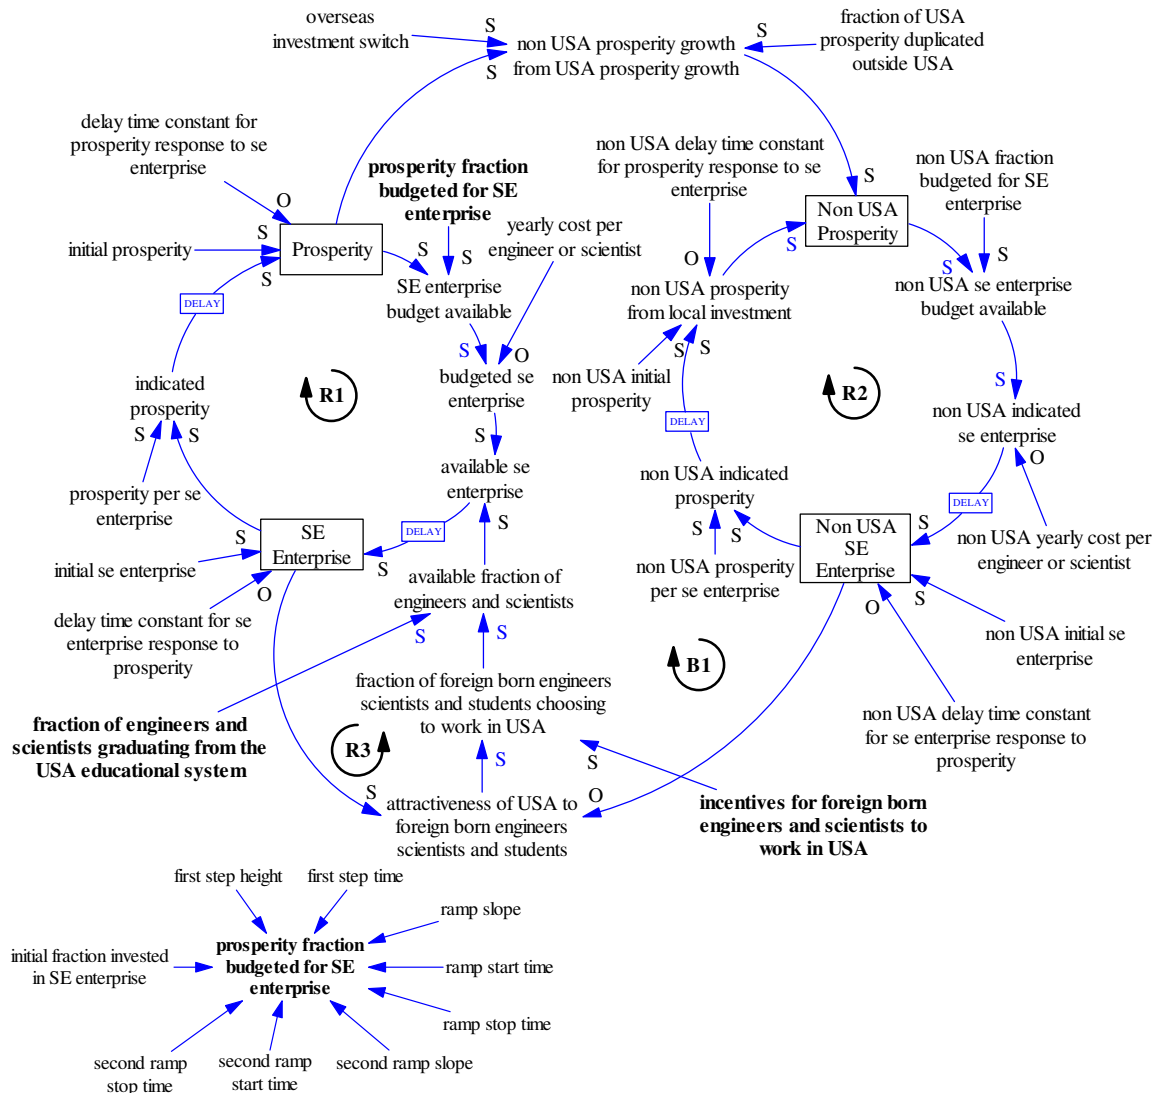 overseas
investment switch
S
non USA prosperity growth
from USA prosperity growth
S
S
fraction of USA
prosperity duplicated
outside USA
delay time constant for
prosperity response to se
enterprise
O
initial prosperity
S
S
Prosperity
prosperity fraction
budgeted for SE
enterprise
S
S
yearly cost per
engineer or scientist
SE enterprise
budget available
S
O
budgeted se
enterprise
S
available se
enterprise
S
DELAY
R1
indicated
prosperity
S
S
prosperity per se
enterprise
SE
Enterprise
S
initial se enterprise
O
delay time constant for se
enterprise response to
prosperity
DELAY
S
available fraction of
engineers and scientists
S
S
fraction of foreign born engineers
scientists and students choosing
to work in USA
fraction of engineers and
scientists graduating from the
USA educational system
R3
S
S
S
O
attractiveness of USA to
foreign born engineers
scientists and students
incentives for foreign born
engineers and scientists to
work in USA
non USA delay time constant
for prosperity response to se
enterprise
O
S
Non USA
Prosperity
S
non USA fraction
budgeted for SE
enterprise
S
S
non USA se enterprise
budget available
non USA prosperity
from local investment
S
S
non USA initial
prosperity
R2
S
non USA indicated
se enterprise
O
DELAY
non USA indicated
prosperity
S
S
non USA prosperity
per se enterprise
DELAY
S
Non USA
SE
Enterprise
non USA yearly cost per
engineer or scientist
O
S
non USA initial se
enterprise
B1
non USA delay time constant
for se enterprise response to
prosperity
first step height
first step time
ramp slope
initial fraction invested
in SE enterprise
prosperity fraction
budgeted for SE
enterprise
ramp start time
ramp stop time
second ramp
stop time
second ramp
start time
second ramp slope